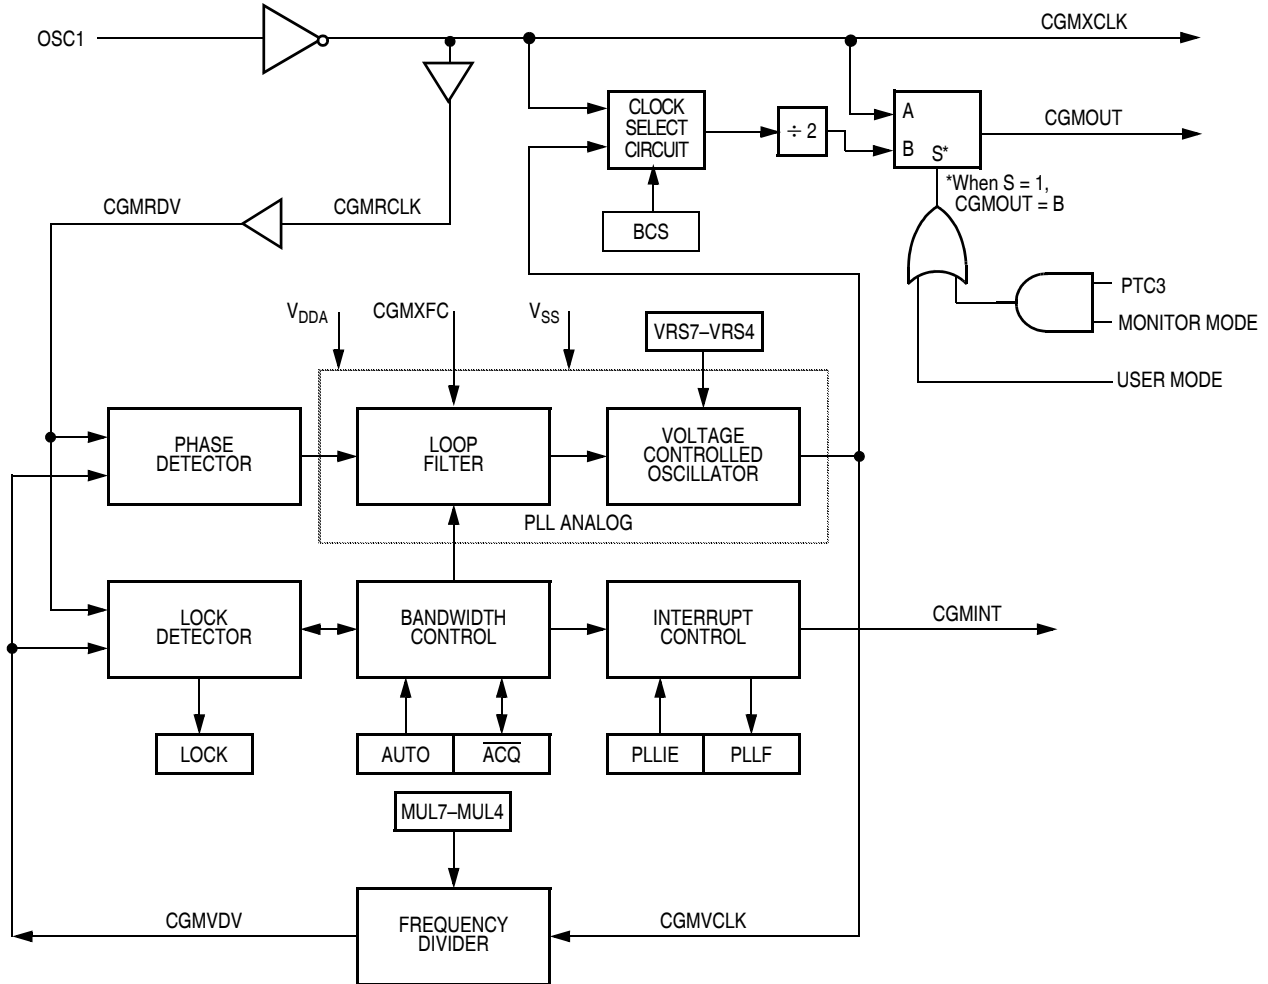 OSC1
CGMXCLK
CLOCK
SELECT
CIRCUIT
÷ 2
A
B
S*
CGMOUT
*When S = 1,
CGMOUT = B
CGMRDV
CGMRCLK
BCS
PTC3
MONITOR MODE
USER MODE
VDDA
CGMXFC
VSS
VRS7–VRS4
PHASE
DETECTOR
LOOP
FILTER
VOLTAGE
CONTROLLED
OSCILLATOR
PLL ANALOG
LOCK
DETECTOR
BANDWIDTH
CONTROL
INTERRUPT
CONTROL
CGMINT
LOCK
AUTO
ACQ
PLLIE
PLLF
MUL7–MUL4
CGMVDV
FREQUENCY
DIVIDER
CGMVCLK